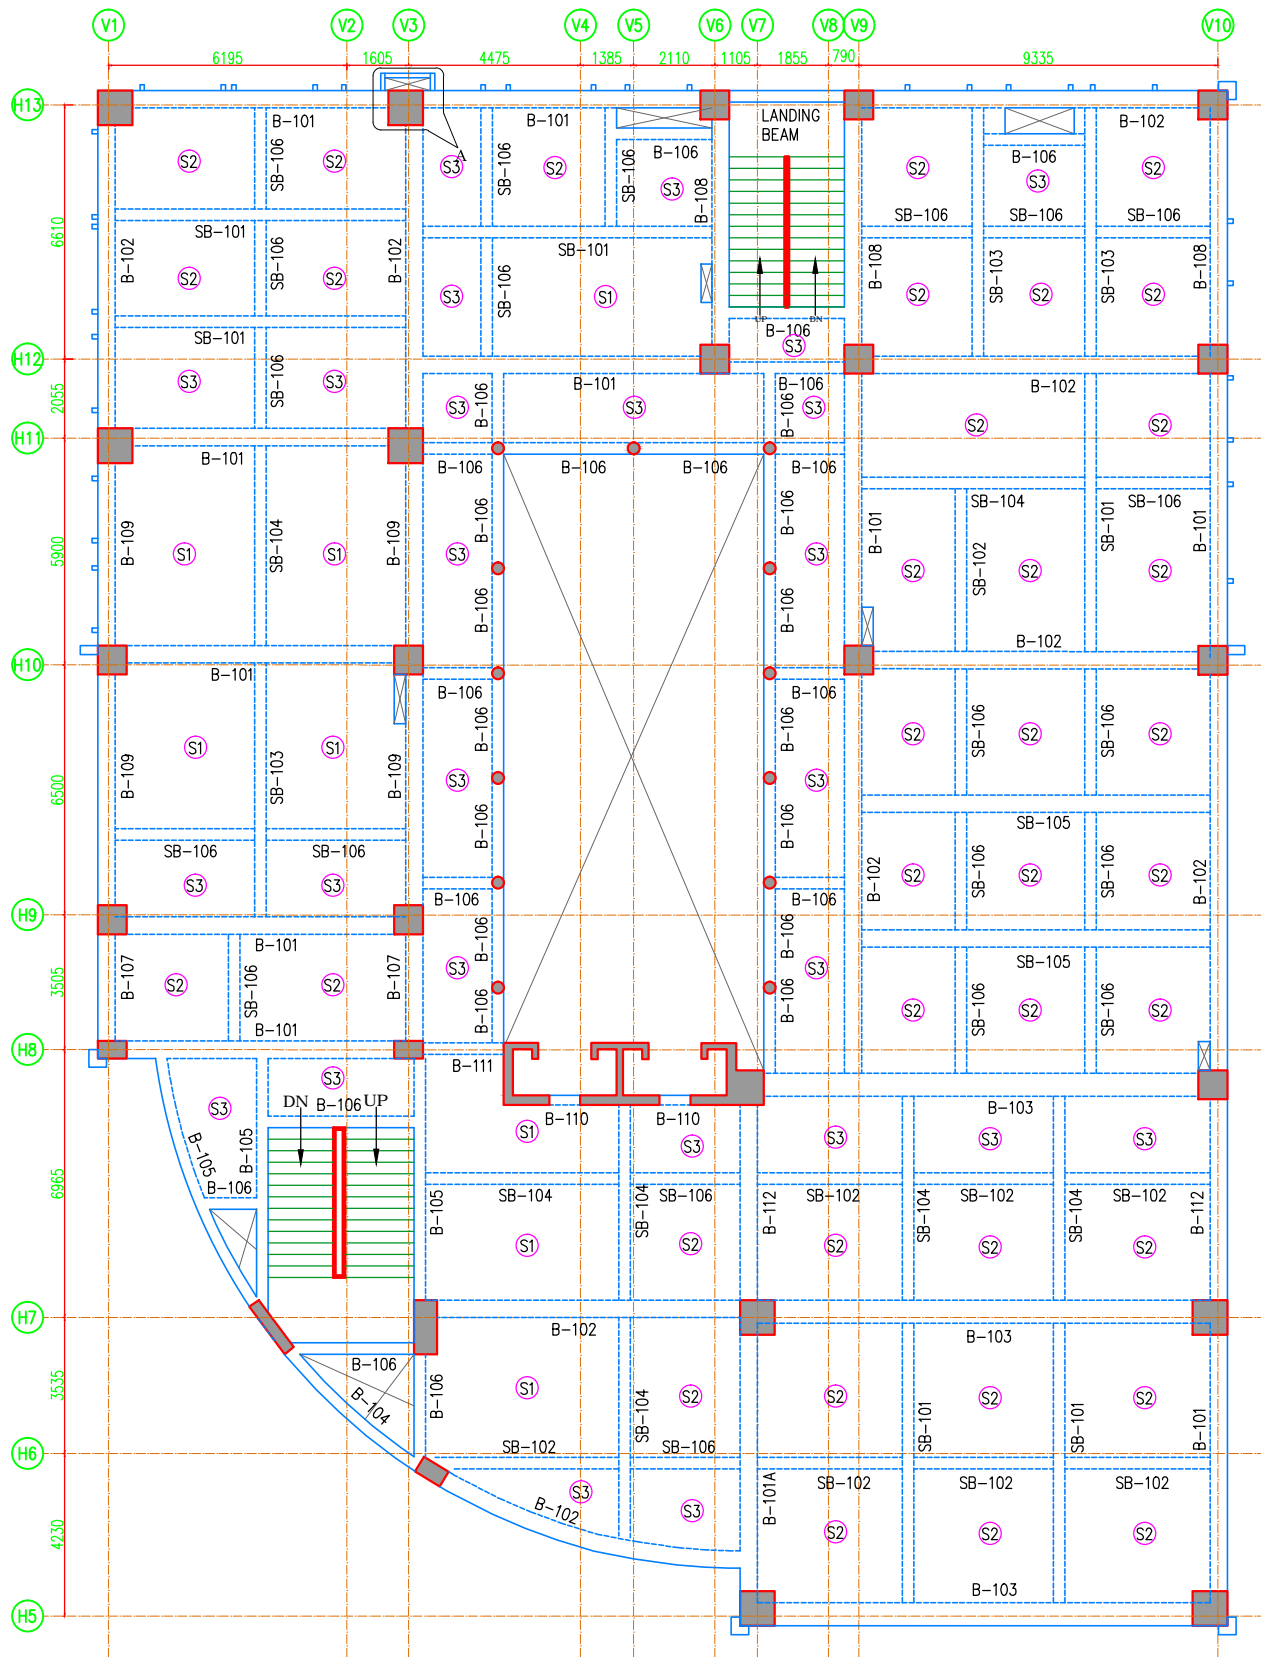 V1 V2 V3 V4 V5 V6 V7 V8 V9 V10
6195 1605 4475 1385 2110 1105 1855 790 9335
H13
B-101 B-101 LANDING B-102
BEAM
S2 SB-106 S2 A S3 SB-106 S2 SB-106 B-106 S3 B-108 S2 B-106 S3 S2
6610
SB-101 SB-101 SB-106 SB-106 SB-106
B-102 S2 SB-106 S2 B-102 S3 SB-106 S1 B-108 S2 SB-103 S2 SB-103 S2 B-108
UP DN
B-106
SB-101 S3
H12
S3 SB-106 S3 S3 B-106 B-101 S3 B-106 B-106 S3 B-102
2055
S2 S2
H11
B-101 B-106 B-106 B-106 B-106
SB-104 SB-106
B-109 S1 SB-104 S1 B-109 S3 B-106 B-106 S3 B-101 S2 SB-102 S2 SB-101 S2 B-101
5900
B-106 B-106
B-102
H10
B-101 B-106 B-106
B-109 S1 SB-103 S1 B-109 S3 B-106 B-106 S3 S2 SB-106 S2 SB-106 S2
6500
B-106 B-106
SB-105
SB-106 SB-106
S3 S3 B-106 B-106 B-102 S2 SB-106 S2 SB-106 S2 B-102
H9
B-101 B-106 B-106 SB-105
3505
B-107 S2 SB-106 S2 B-107 S3 S3
B-101 B-106 B-106 S2 SB-106 S2 SB-106 S2
H8
B-111
S3
DN B-106 UP
S3 B-110 B-110 B-103
S1 S3 S3 S3 S3
B-105 B-105
6965
B-106 SB-104 SB-106 SB-102 SB-102 SB-102
B-105 SB-104 B-112 SB-104 SB-104 B-112
S1 S2 S2 S2 S2
H7
B-102 B-103
3535
B-106 B-104 B-106 S1 SB-104 S2 S2 SB-101 S2 SB-101 S2 B-101
SB-102 SB-106
H6
SB-102 SB-102 SB-102
S3 B-102 S3 B-101A S2 S2 S2
4230
B-103
H5